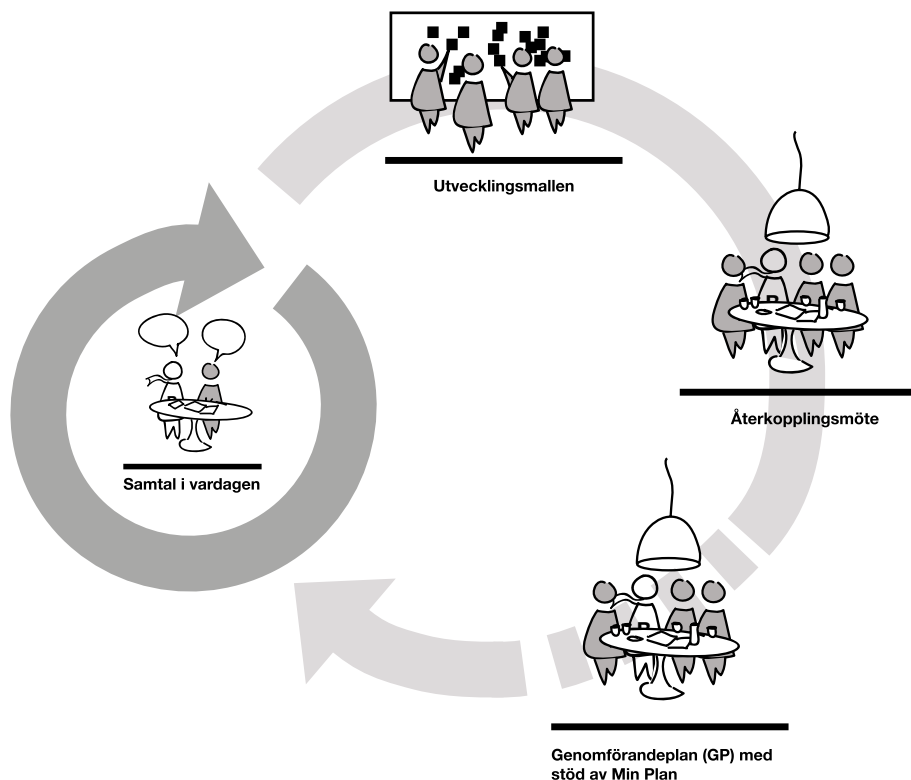 Utvecklingsmallen
Återkopplingsmöte
Samtal i vardagen
Genomförandeplan (GP) med
stöd av Min Plan